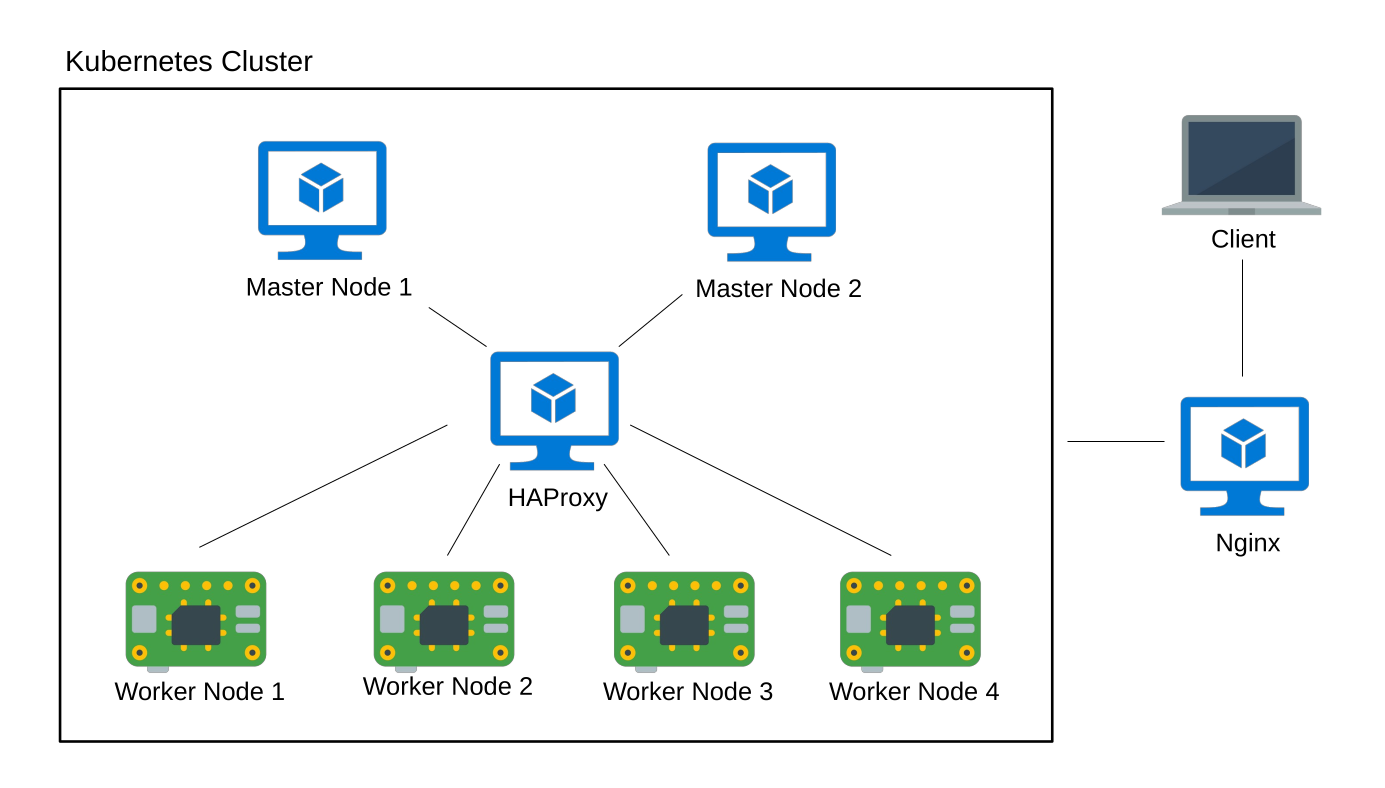 Kubernetes Cluster
Master Node 1
Master Node 2
Client
HAProxy
Nginx
Worker Node 1
Worker Node 2
Worker Node 3
Worker Node 4